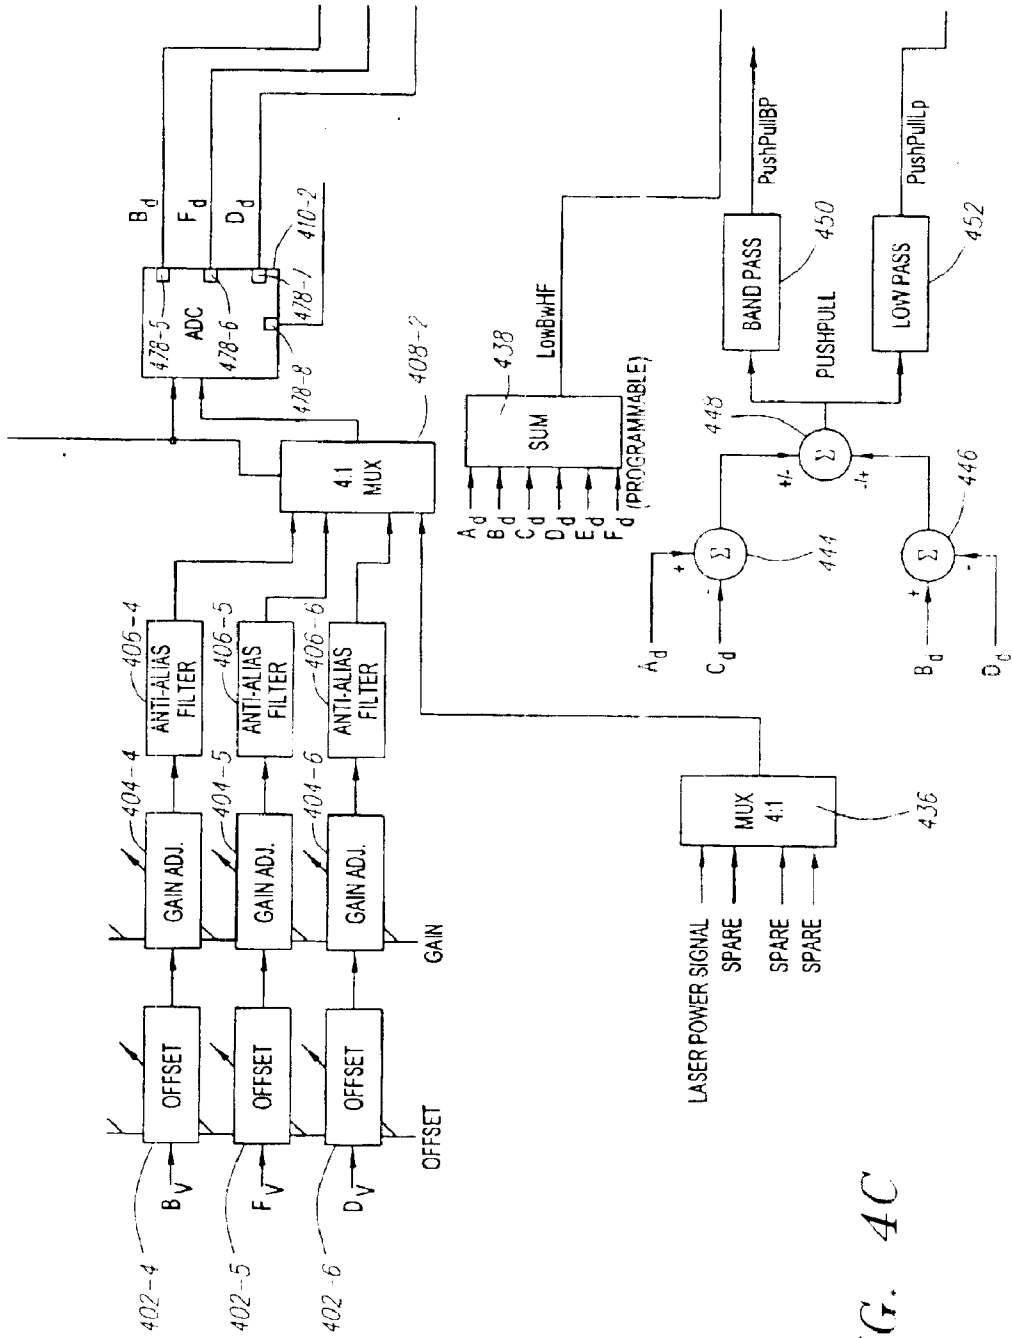 402-4
402-5
402-6
B_V
F_V
D_V
OFFSET
OFFSET
OFFSET
OFFSET
GAIN ADJ.
GAIN ADJ.
GAIN ADJ.
GAIN
404-4
404-5
404-6
ANTI-ALIAS
FILTER
ANTI-ALIAS
FILTER
ANTI-ALIAS
FILTER
406-4
406-5
406-6
4:1
MUX
408-2
ADC
478-5
478-6
478-1
478-8
410-2
B_d
F_d
D_d
LASER POWER SIGNAL
SPARE
SPARE
SPARE
MUX
4:1
436
A_d
B_d
C_d
D_d
E_d
F_d
(PROGRAMMABLE)
SUM
438
LowBwHF
A_d
C_d
+
-
Σ
444
B_d
D_d
+
-
Σ
446
+/-
-/+
Σ
448
PUSHPULL
BAND PASS
450
PushPullBP
LOW PASS
452
PushPullLp
4C